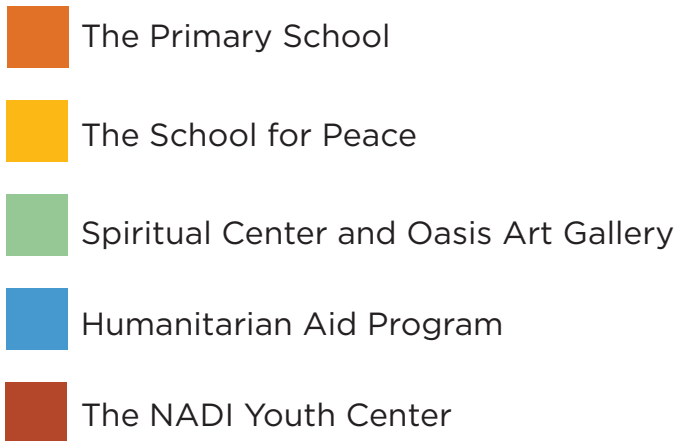 The Primary School
The School for Peace
Spiritual Center and Oasis Art Gallery
Humanitarian Aid Program
The NADI Youth Center